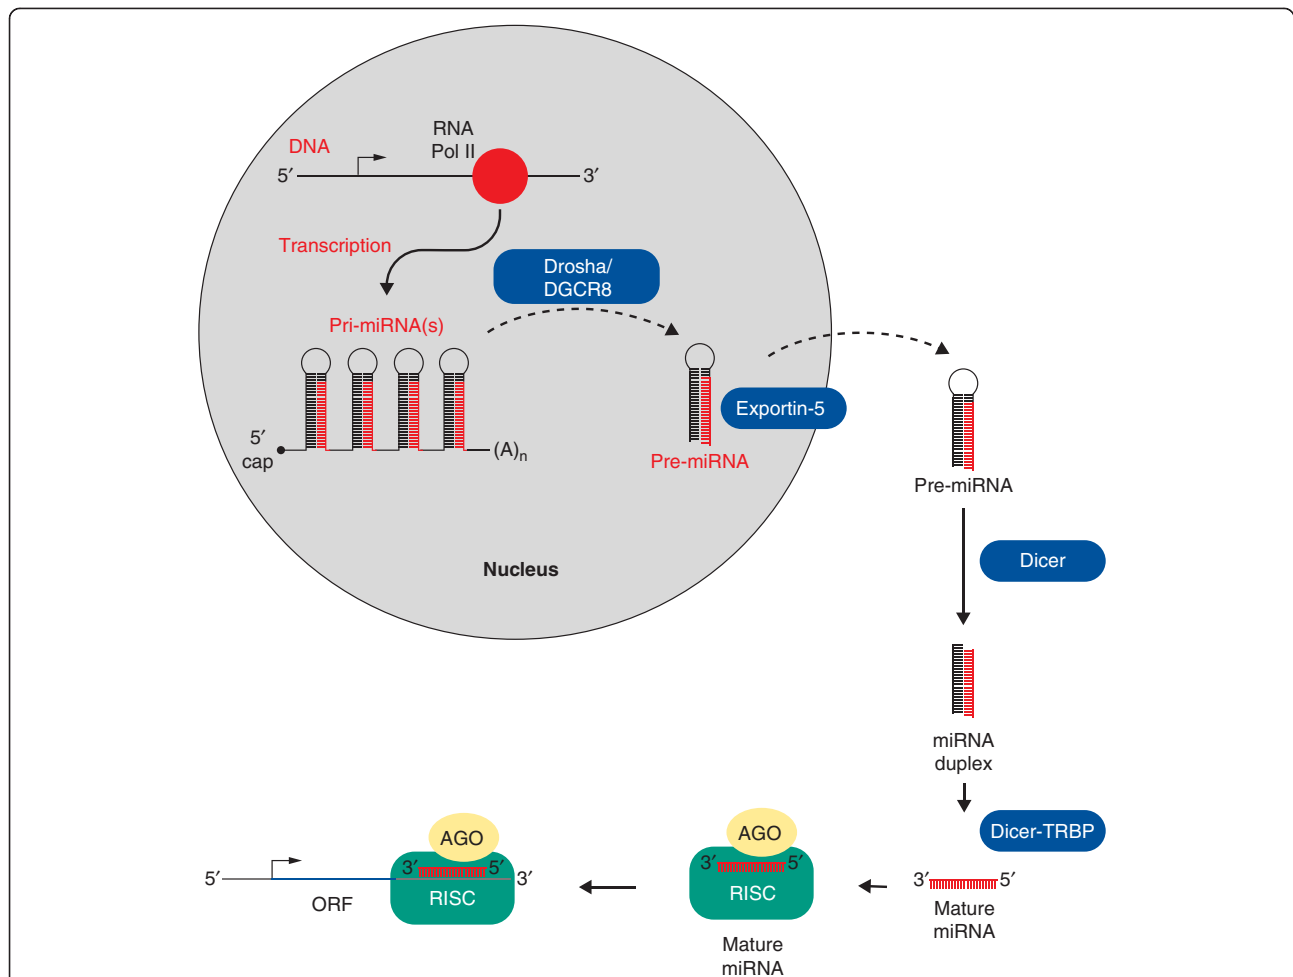 RNA
Pol II
DNA
5′
3′
Transcription
Drosha/
DGCR8
Pri-miRNA(s)
Exportin-5
5′
cap
(A)n
Pre-miRNA
Pre-miRNA
Nucleus
Dicer
miRNA
duplex
Dicer-TRBP
AGO
3′ 5′
RISC
5′
3′
ORF
AGO
3′ 5′
RISC
Mature
miRNA
3′ 5′
Mature
miRNA